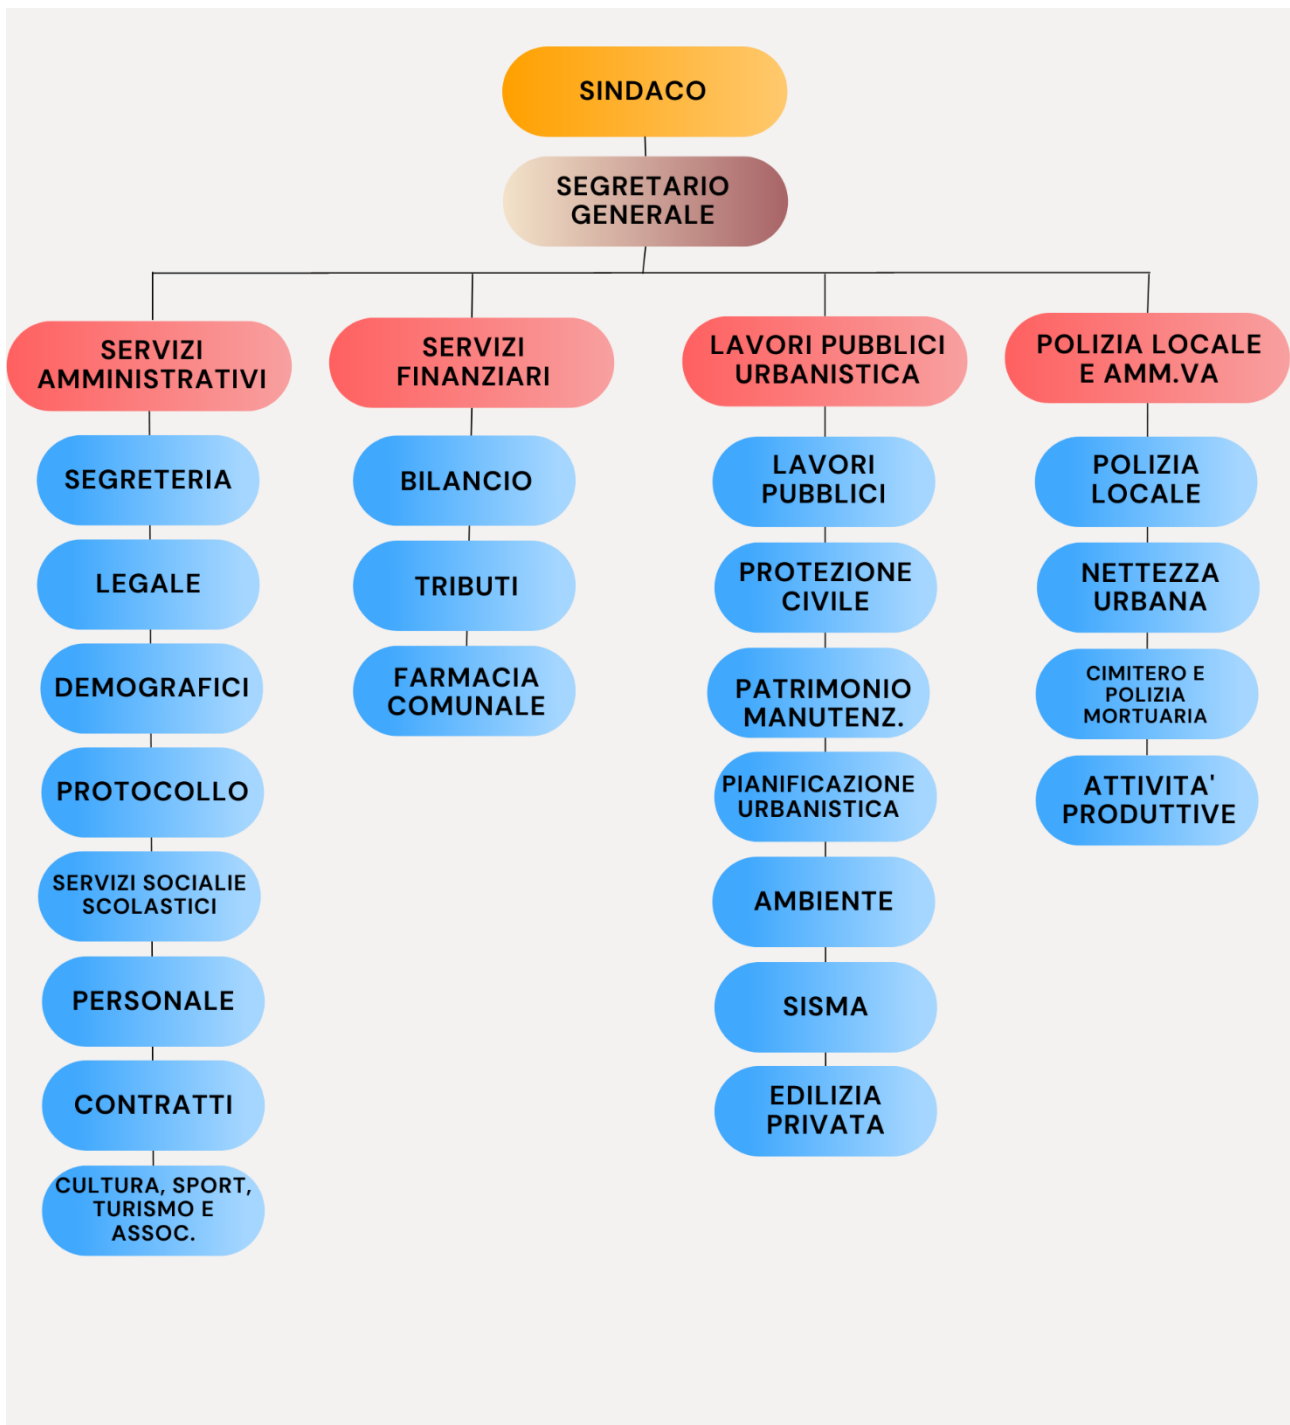 SINDACO
SEGRETARIO
GENERALE
SERVIZI
AMMINISTRATIVI
SEGRETERIA
LEGALE
DEMOGRAFICI
PROTOCOLLO
SERVIZI SOCIALIE
SCOLASTICI
PERSONALE
CONTRATTI
CULTURA, SPORT,
TURISMO E
ASSOC.
SERVIZI
FINANZIARI
BILANCIO
TRIBUTI
FARMACIA
COMUNALE
LAVORI PUBBLICI
URBANISTICA
LAVORI
PUBBLICI
PROTEZIONE
CIVILE
PATRIMONIO
MANUTENZ.
PIANIFICAZIONE
URBANISTICA
AMBIENTE
SISMA
EDILIZIA
PRIVATA
POLIZIA LOCALE
E AMM.VA
POLIZIA
LOCALE
NETTEZZA
URBANA
CIMITERO E
POLIZIA
MORTUARIA
ATTIVITA'
PRODUTTIVE